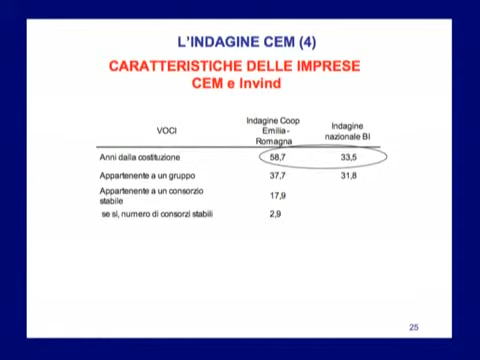 L'INDAGINE CEM (4)
CARATTERISTICHE DELLE IMPRESE
CEM e Invind
VOCI
Indagine Coop
Emilia-
Romagna
Indagine
nazionale BI
Anni dalla costituzione 58,7 33,5
Appartenente a un gruppo 37,7 31,8
Appartenente a un consorzio
stabile 17,9
se sì, numero di consorzi stabili 2,9
25